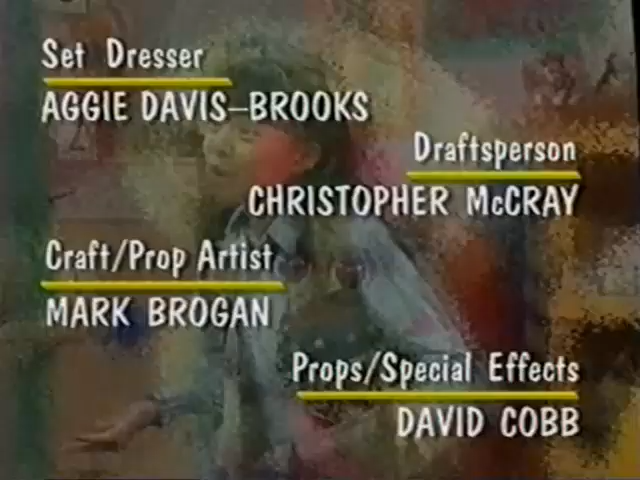 Set Dresser
AGGIE DAVIS–BROOKS
Draftsperson
CHRISTOPHER McCRAY
Craft/Prop Artist
MARK BROGAN
Props/Special Effects
DAVID COBB